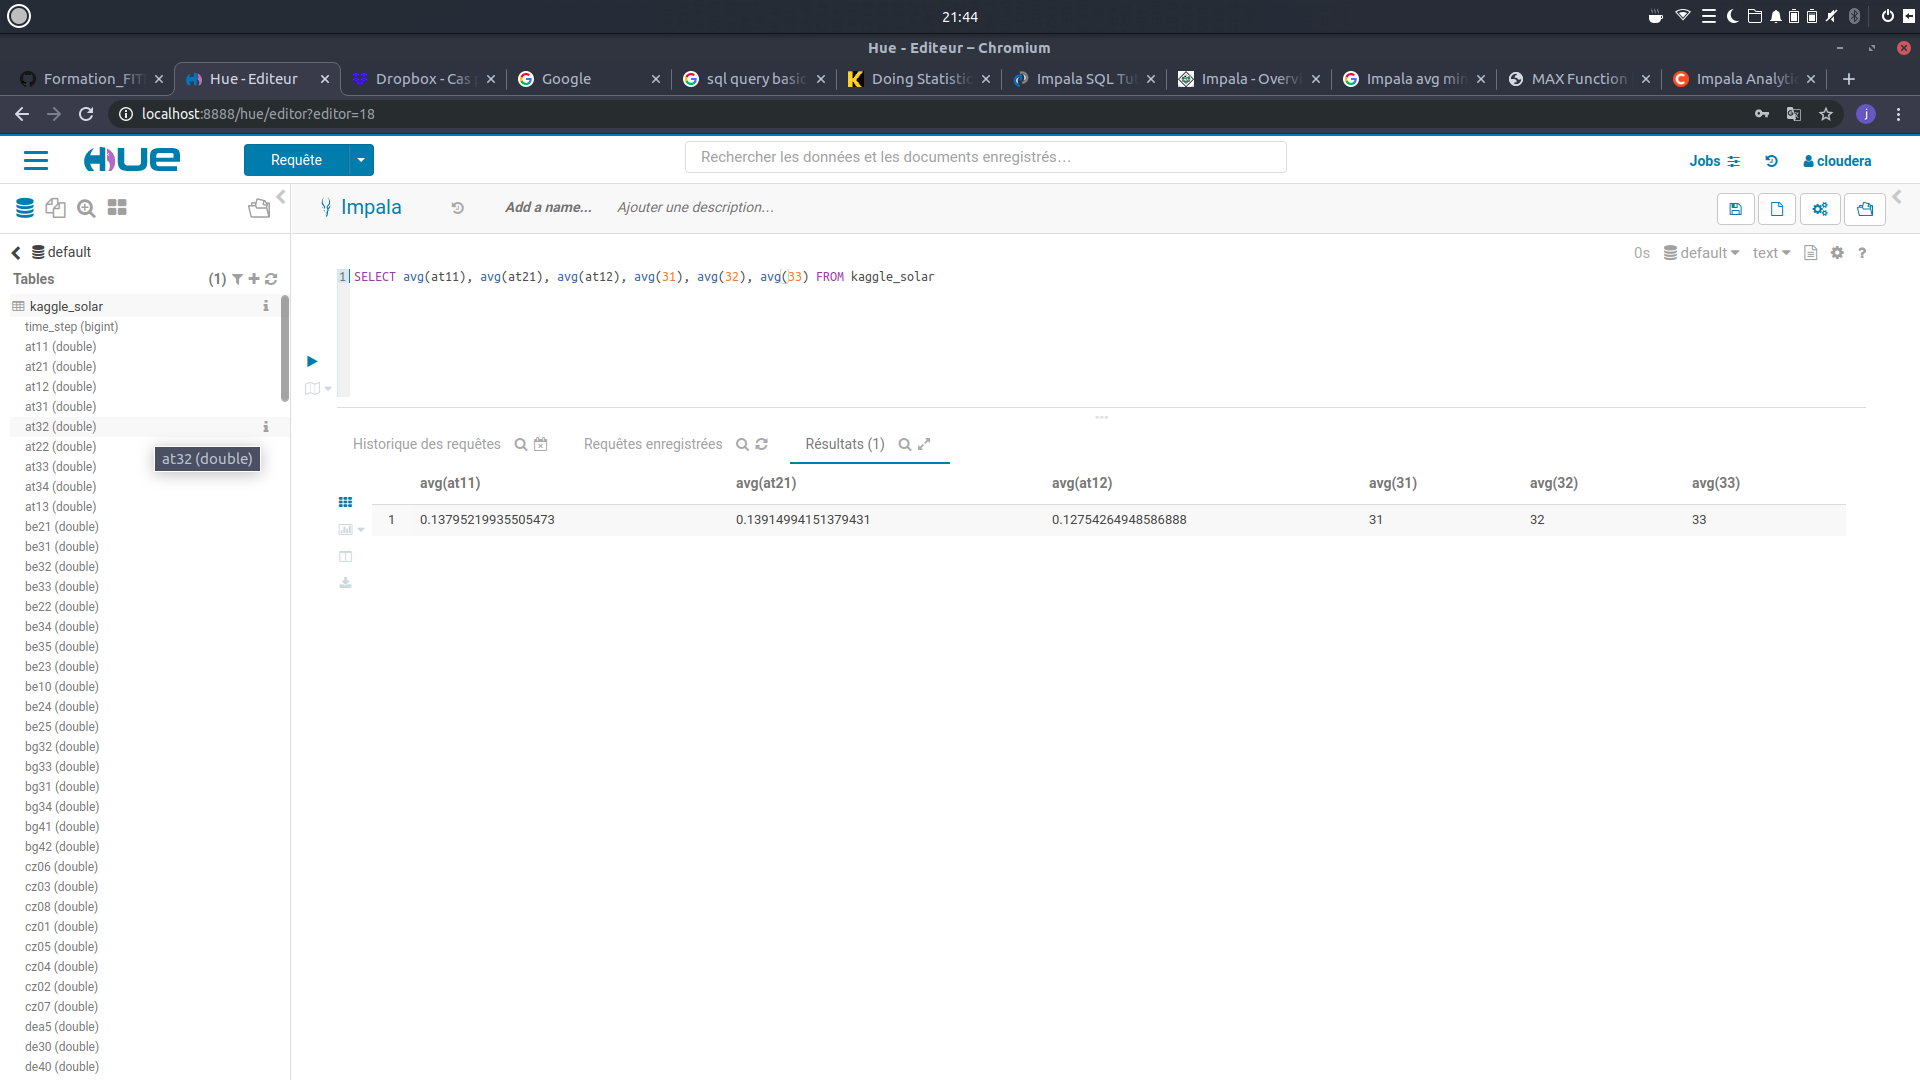 21:44
Hue - Editeur – Chromium
Formation_FIT
Hue - Editeur
Dropbox - Cas
Google
sql query basic
Doing Statistic
Impala SQL Tut
Impala - Overvi
Impala avg min
MAX Function
Impala Analytic
localhost:8888/hue/editor?editor=18
j
HUE
Requête
Rechercher les données et les documents enregistrés...
Jobs
cloudera
Impala
Add a name...
Ajouter une description...
default
Tables
(1)
0s
default
text
?
kaggle_solar
time_step (bigint)
at11 (double)
at21 (double)
at12 (double)
at31 (double)
at32 (double)
at22 (double)
at32 (double)
at33 (double)
at34 (double)
at13 (double)
be21 (double)
be31 (double)
be32 (double)
be33 (double)
be22 (double)
be34 (double)
be35 (double)
be23 (double)
be10 (double)
be24 (double)
be25 (double)
bg32 (double)
bg33 (double)
bg31 (double)
bg34 (double)
bg41 (double)
bg42 (double)
cz06 (double)
cz03 (double)
cz08 (double)
cz01 (double)
cz05 (double)
cz04 (double)
cz02 (double)
cz07 (double)
dea5 (double)
de30 (double)
de40 (double)
1 SELECT avg(at11), avg(at21), avg(at12), avg(31), avg(32), avg(33) FROM kaggle_solar
Historique des requêtes
Requêtes enregistrées
Résultats (1)
avg(at11) avg(at21) avg(at12) avg(31) avg(32) avg(33)
1 0.13795219935505473 0.13914994151379431 0.12754264948586888 31 32 33